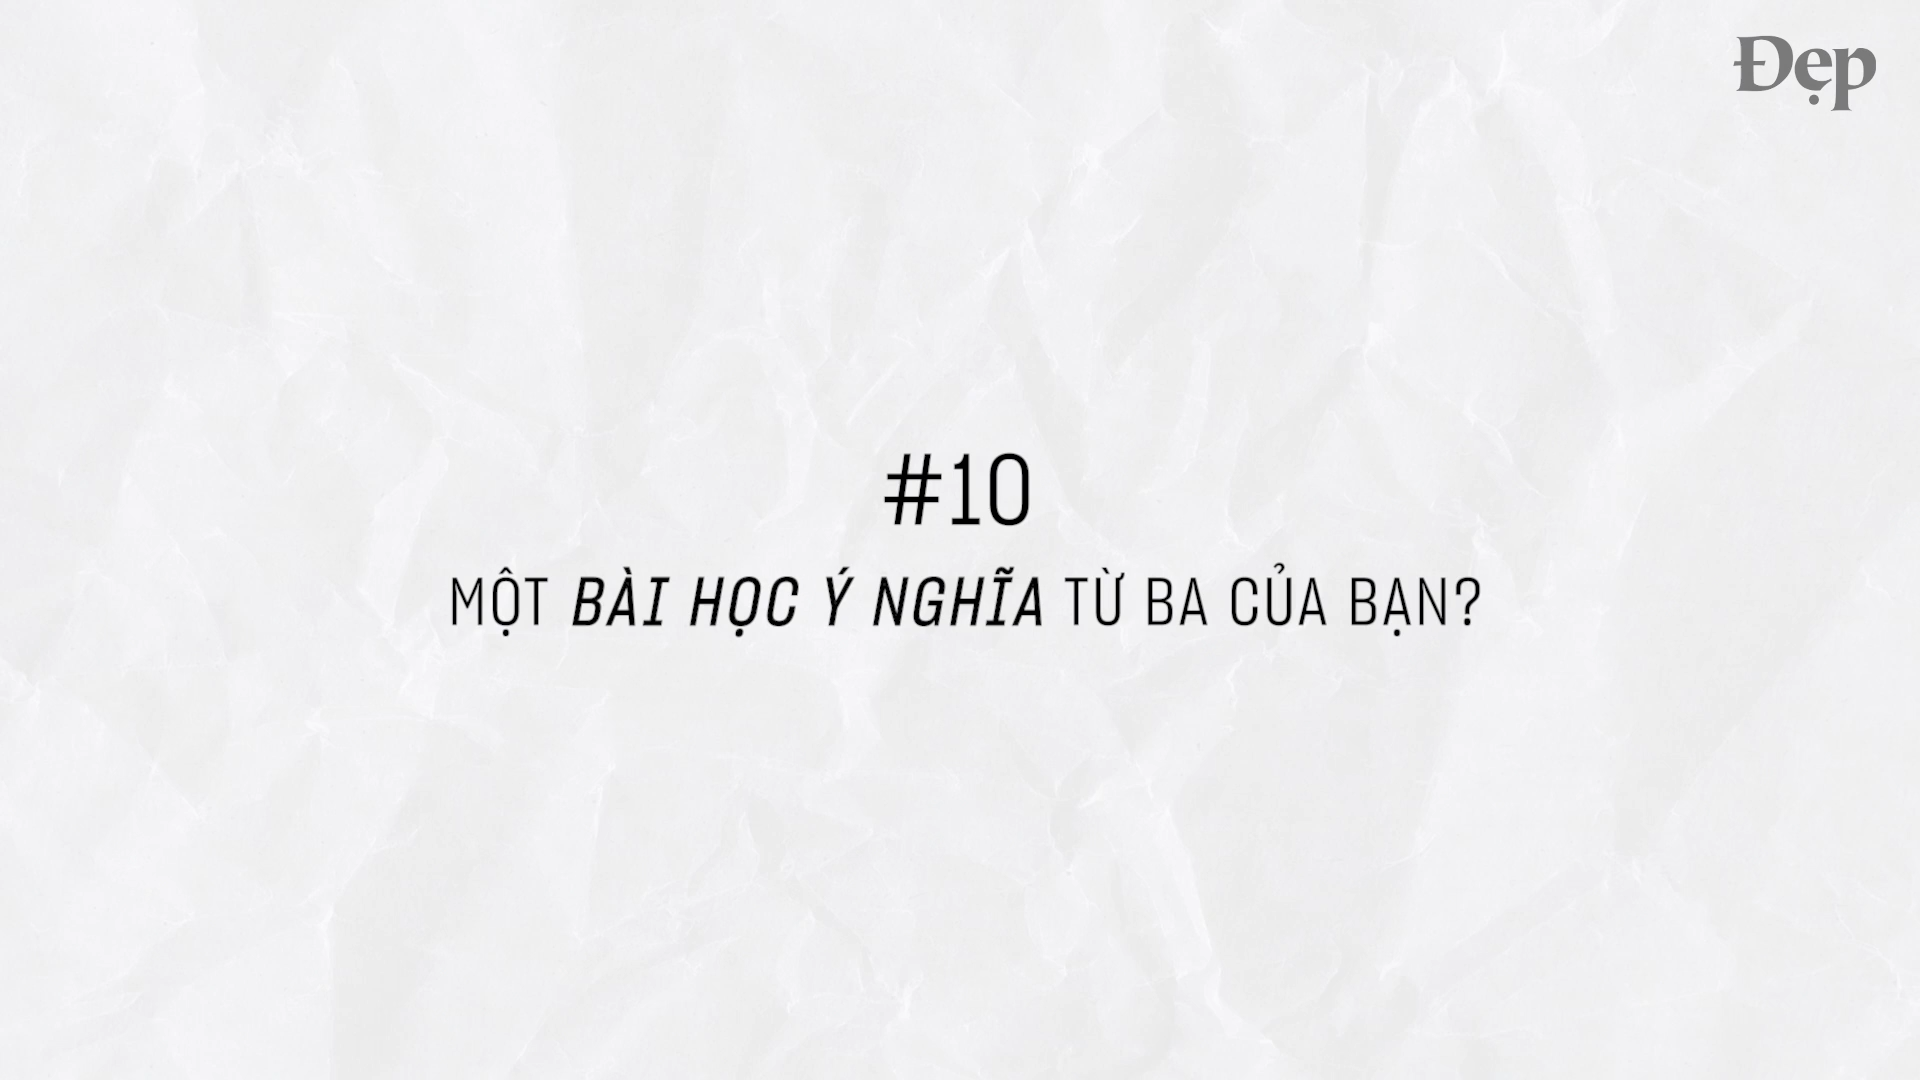 Đẹp
#10
MỘT BÀI HỌC Ý NGHĨA TỪ BA CỦA BẠN?